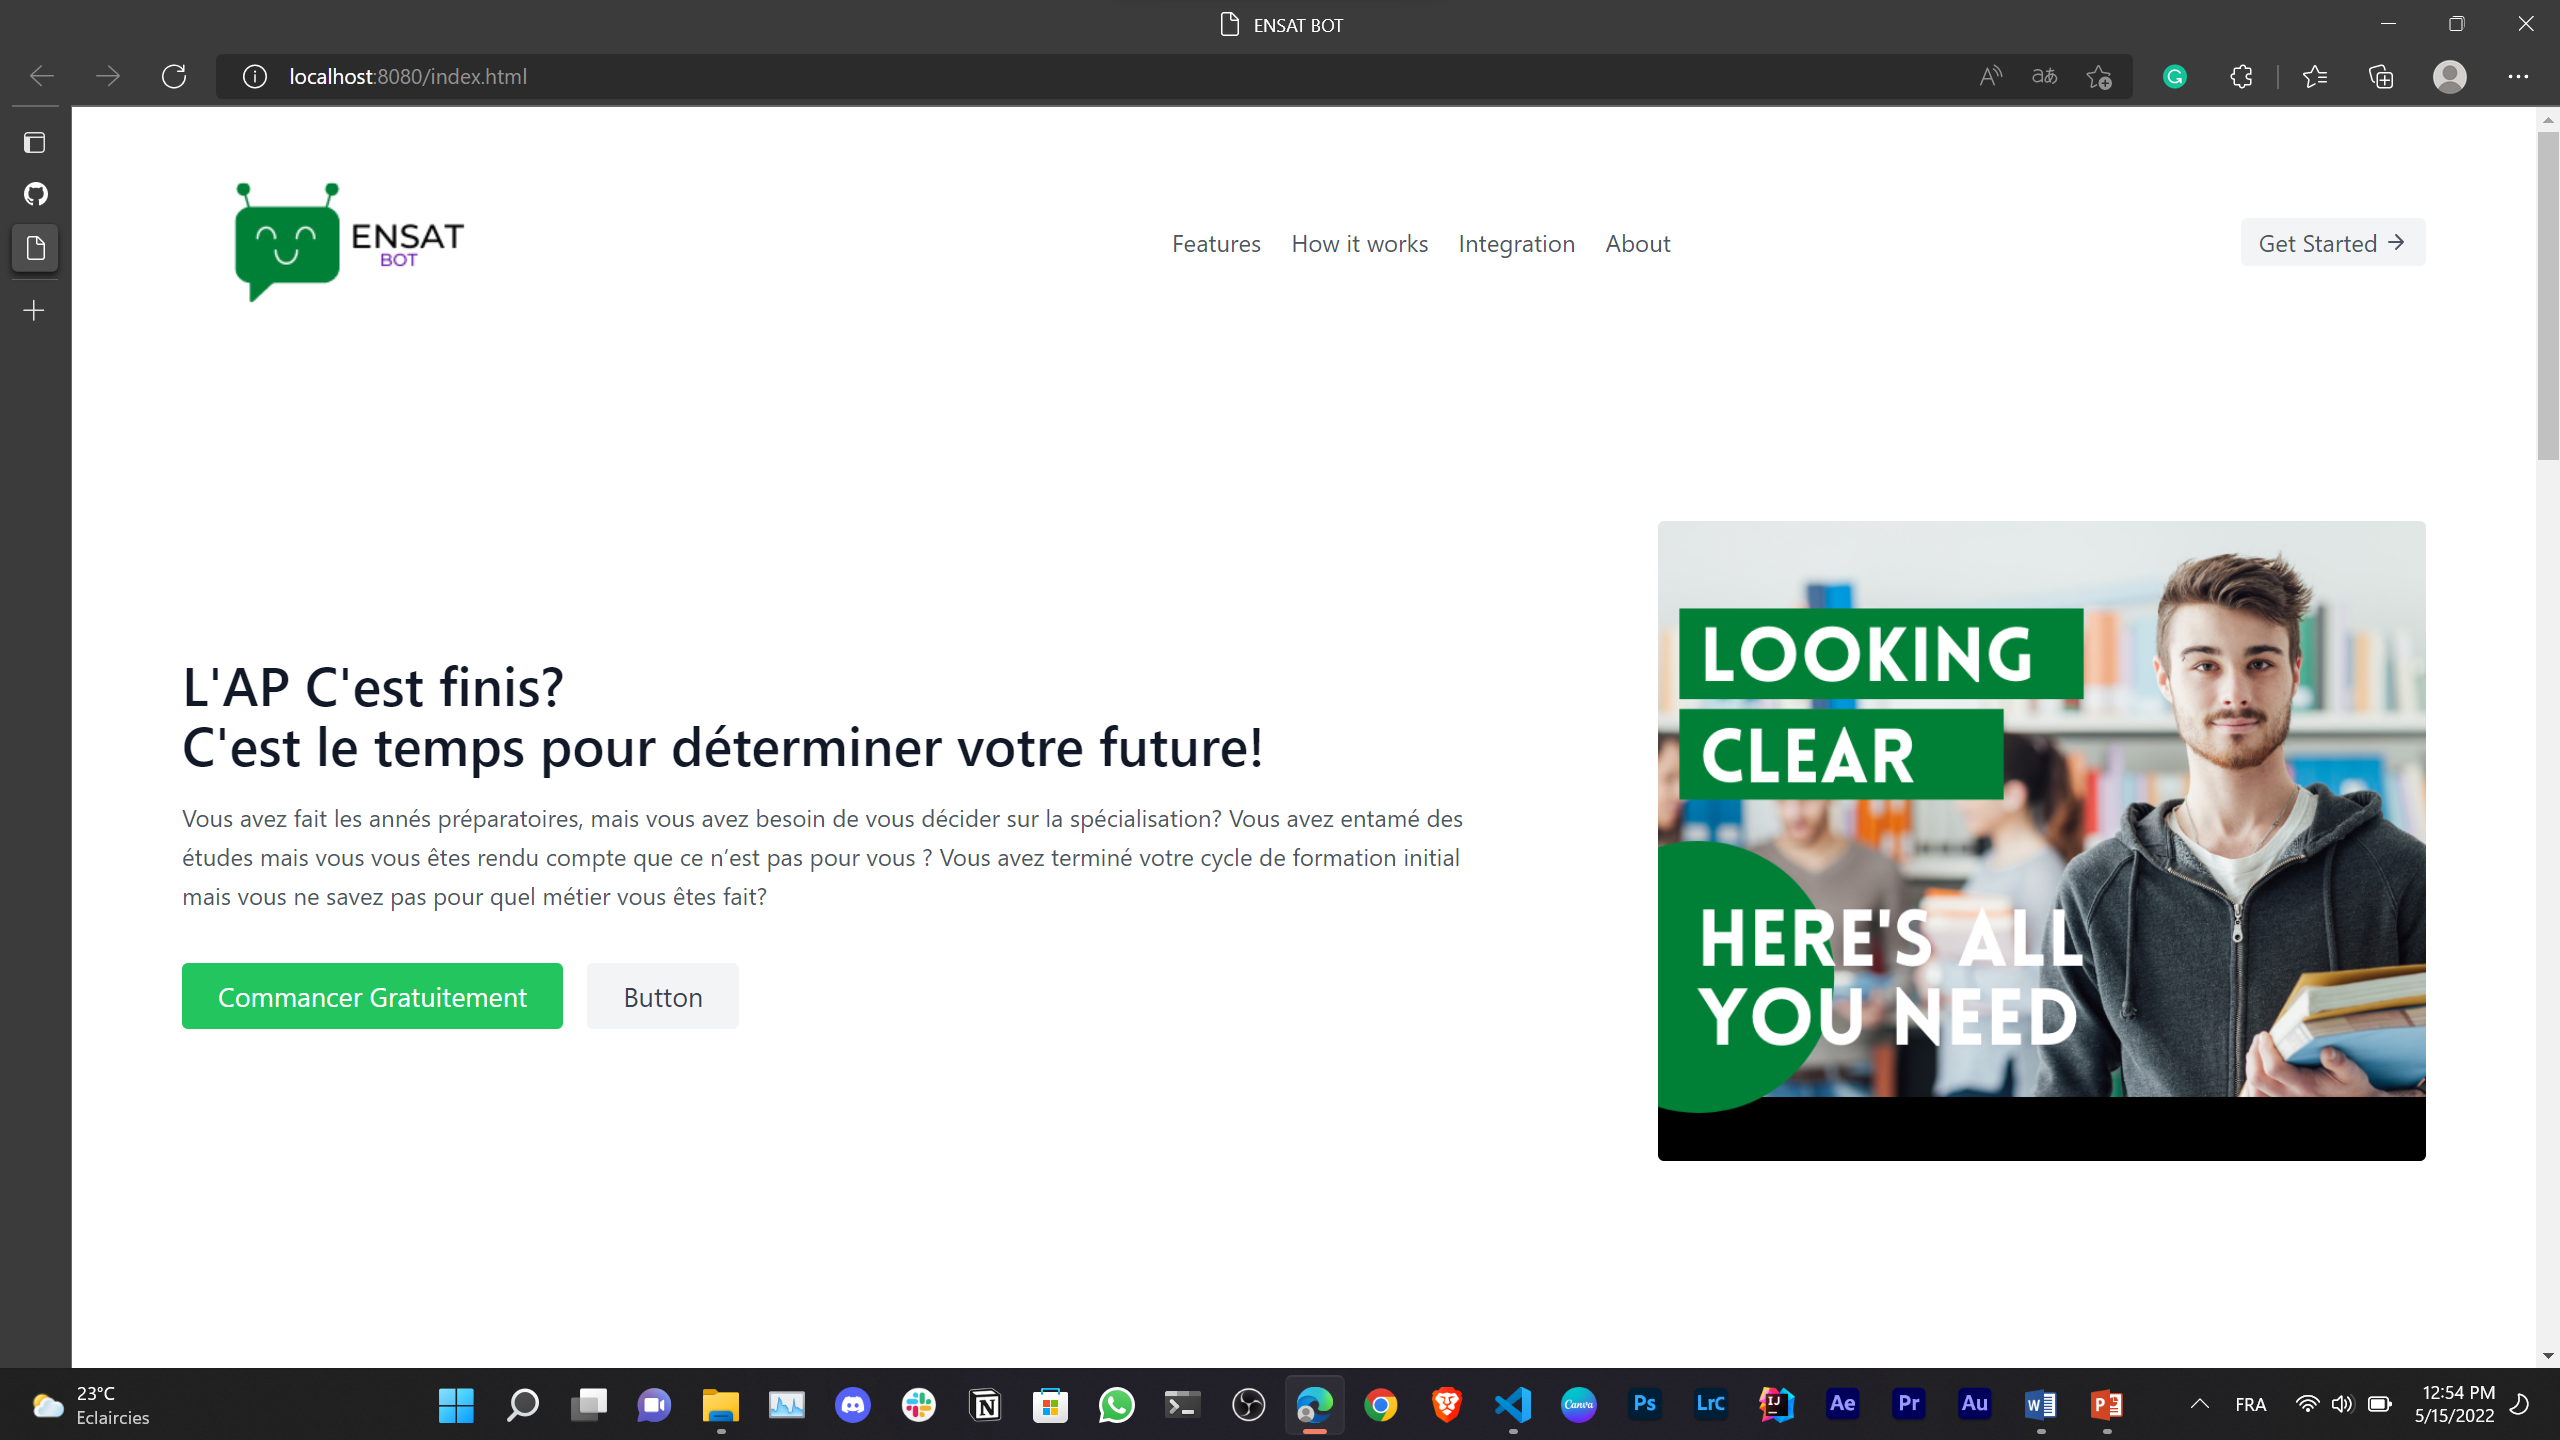 ENSAT BOT
localhost:8080/index.html
ENSAT
BOT
Features How it works Integration About
Get Started →
L'AP C'est finis?
C'est le temps pour déterminer votre future!
Vous avez fait les annés préparatoires, mais vous avez besoin de vous décider sur la spécialisation? Vous avez entamé des
études mais vous vous êtes rendu compte que ce n’est pas pour vous ? Vous avez terminé votre cycle de formation initial
mais vous ne savez pas pour quel métier vous êtes fait?
Commancer Gratuitement
Button
LOOKING
CLEAR
HERE'S ALL
YOU NEED
23°C
Eclaircies
Canva
Ps
LrC
IJ
Ae
Pr
Au
W
P
FRA
12:54 PM
5/15/2022